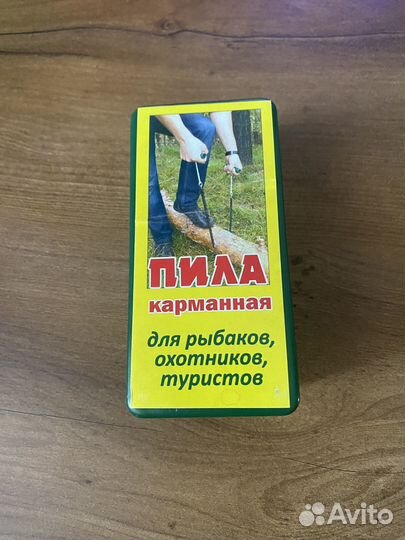 ПИЛА
карманная
для рыбаков,
охотников,
туристов
Avito